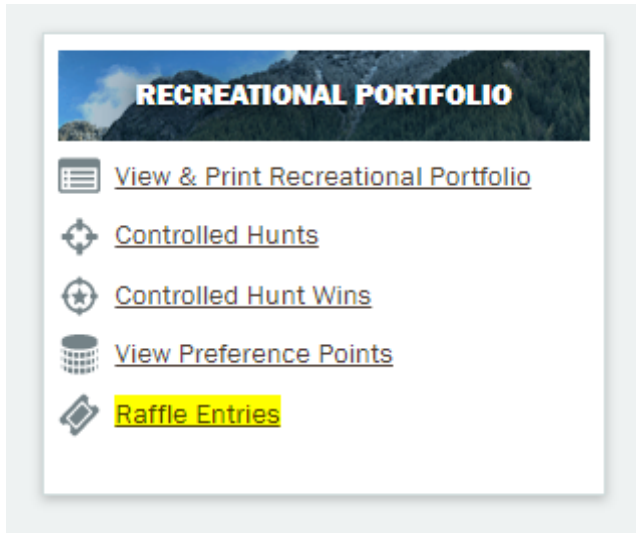 RECREATIONAL PORTFOLIO
View & Print Recreational Portfolio
Controlled Hunts
Controlled Hunt Wins
View Preference Points
Raffle Entries